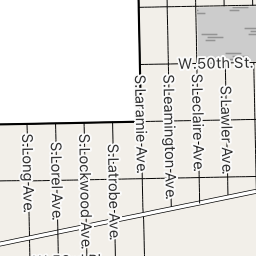 W 50th St
S Laramie Ave.
S Leamington Ave.
S Leclaire Ave.
S Lawler Ave.
S Long Ave.
S Lorel Ave.
S Lockwood Ave.
S Latrobe Ave.